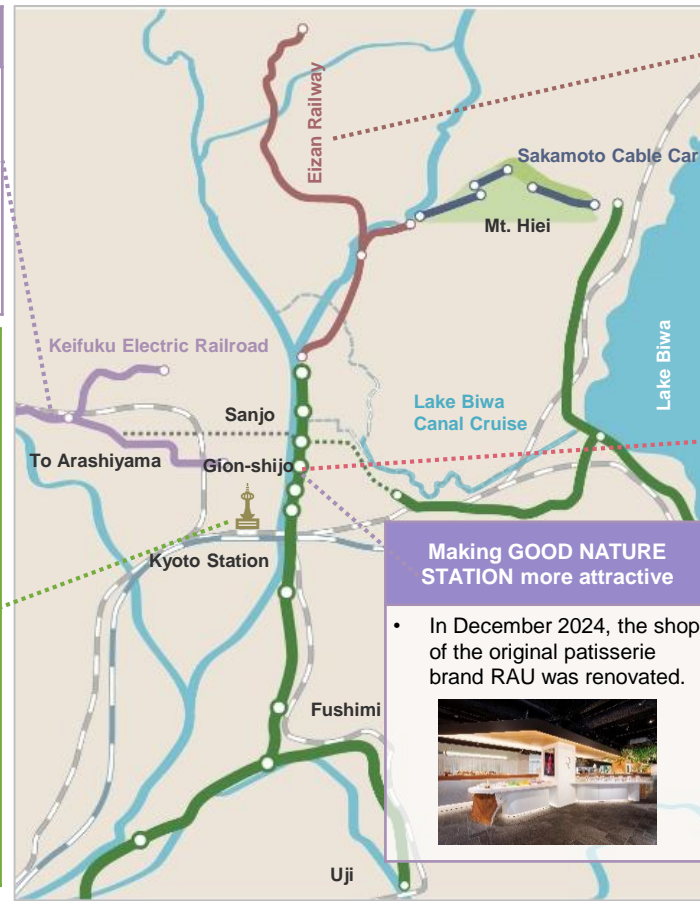 Eizan Railway
Sakamoto Cable Car
Mt. Hiei
Keifuku Electric Railroad
Lake Biwa
Sanjo
Lake Biwa
Canal Cruise
To Arashiyama
Gion-shijo
Kyoto Station
Making GOOD NATURE
STATION more attractive
• In December 2024, the shop
of the original patisserie
brand RAU was renovated.
Fushimi
Uji